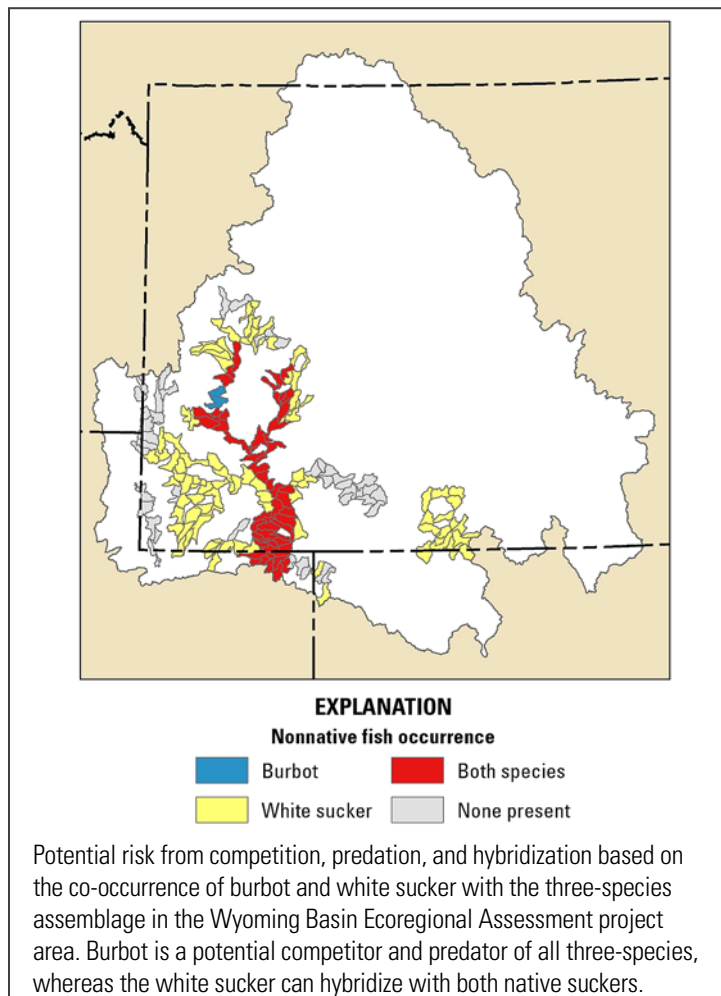 EXPLANATION
Nonnative fish occurrence
Burbot
Both species
White sucker
None present
Potential risk from competition, predation, and hybridization based on
the co-occurrence of burbot and white sucker with the three-species
assemblage in the Wyoming Basin Ecoregional Assessment project
area. Burbot is a potential competitor and predator of all three-species,
whereas the white sucker can hybridize with both native suckers.